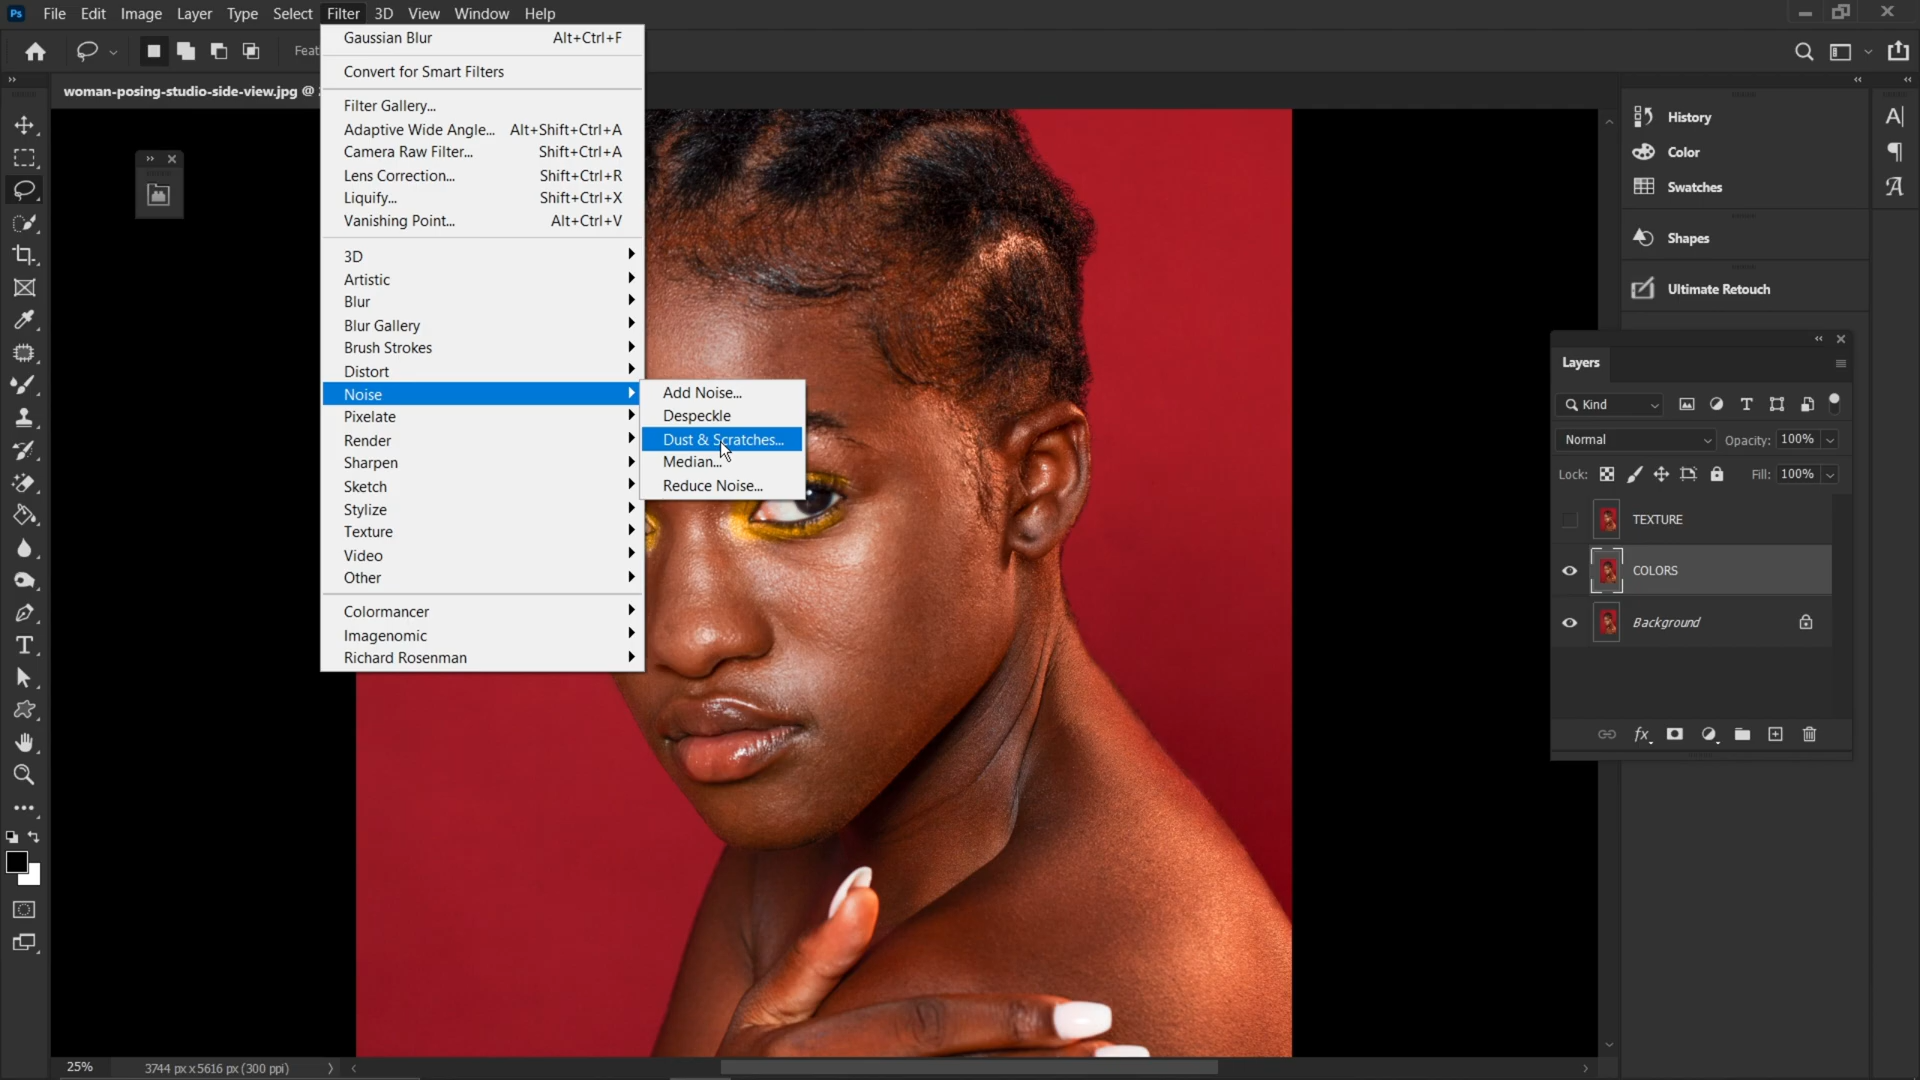 Ps File Edit Image Layer Type Select Filter 3D View Window Help
Feat
woman-posing-studio-side-view.jpg @
Gaussian Blur Alt+Ctrl+F
Convert for Smart Filters
Filter Gallery...
Adaptive Wide Angle... Alt+Shift+Ctrl+A
Camera Raw Filter... Shift+Ctrl+A
Lens Correction... Shift+Ctrl+R
Liquify... Shift+Ctrl+X
Vanishing Point... Alt+Ctrl+V
3D
Artistic
Blur
Blur Gallery
Brush Strokes
Distort
Noise
Pixelate
Render
Sharpen
Sketch
Stylize
Texture
Video
Other
Colormancer
Imagenomic
Richard Rosenman
Add Noise...
Despeckle
Dust & Scratches...
Median...
Reduce Noise...
History
Color
Swatches
Shapes
Ultimate Retouch
Layers
Kind
Normal Opacity: 100%
Lock: Fill: 100%
TEXTURE
COLORS
Background
25% 3744 px x 5616 px (300 ppi)